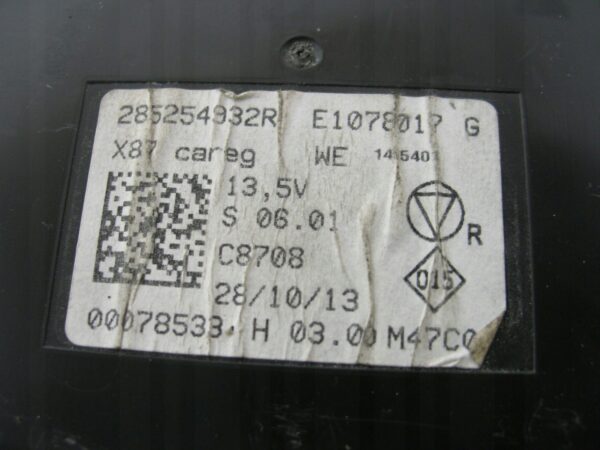 285254932R E1078017 G
X87 careg WE 145401
13,5V
S 06.01
C8708
R
015
28/10/13
00078533 H 03.00 M47C0